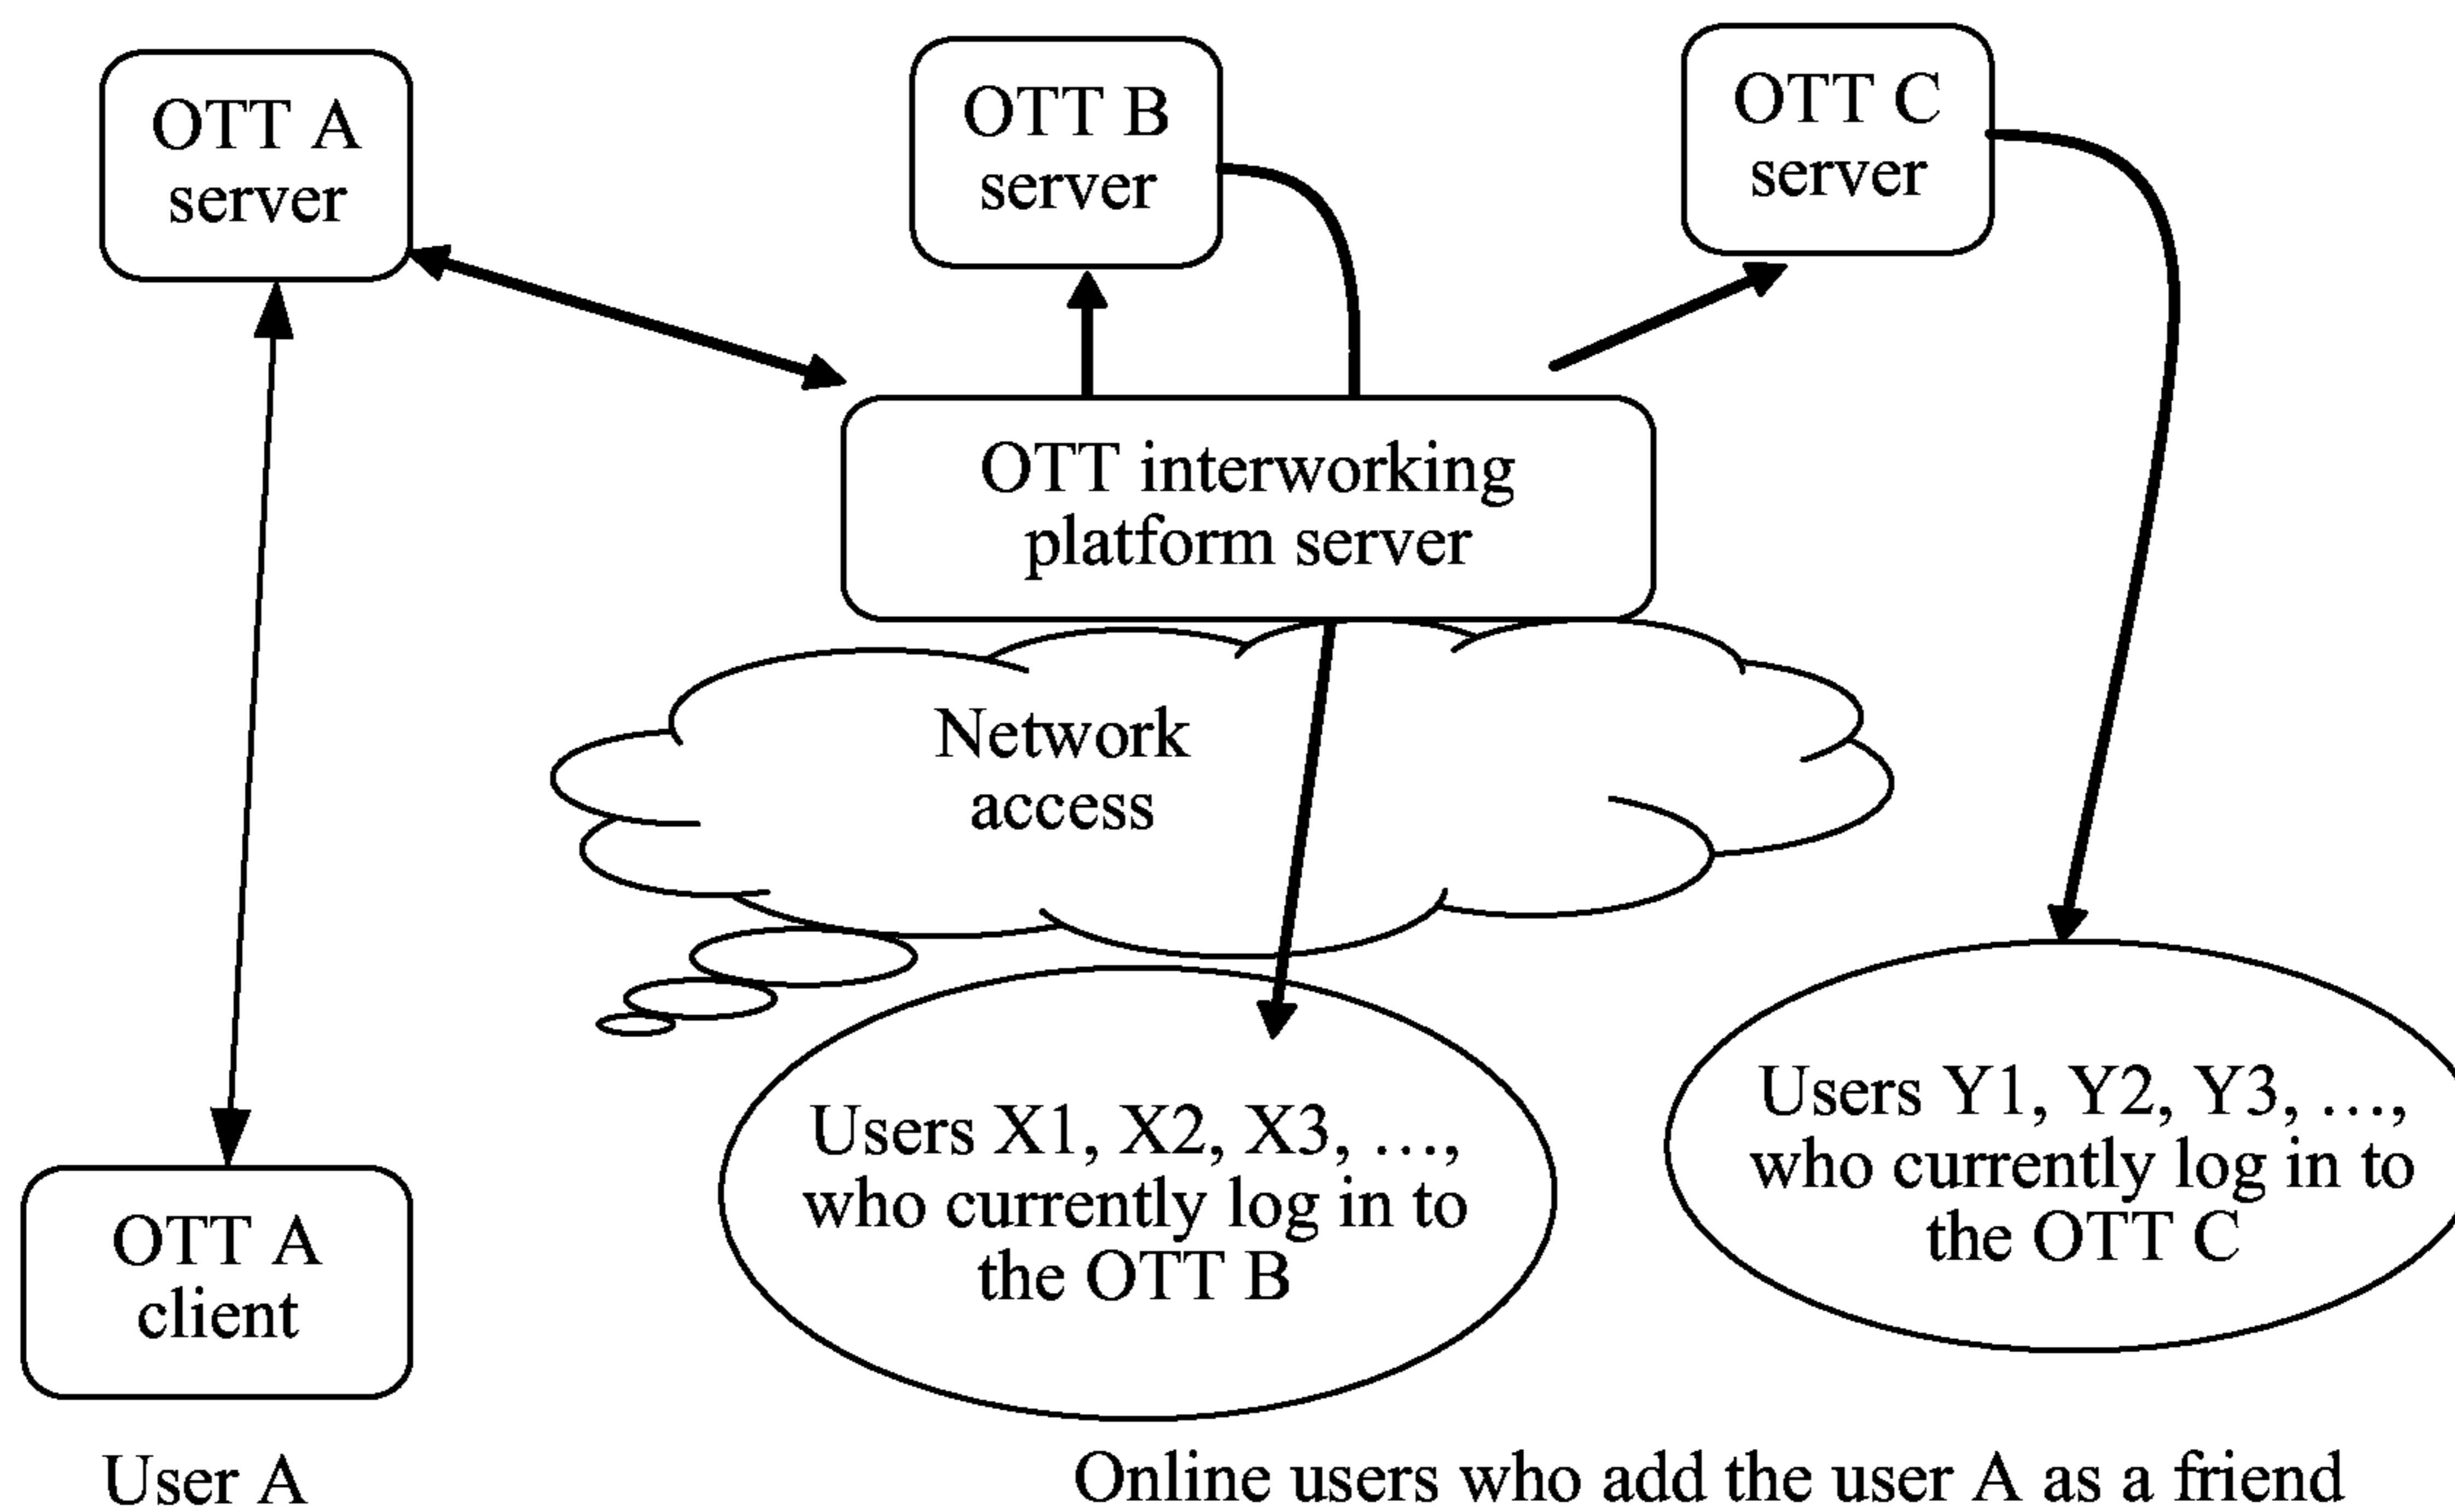 OTT A
server
OTT B
server
OTT C
server
OTT interworking
platform server
Network
access
Users X1, X2, X3, …,
who currently log in to
the OTT B
Users Y1, Y2, Y3, …,
who currently log in to
the OTT C
OTT A
client
User A
Online users who add the user A as a friend